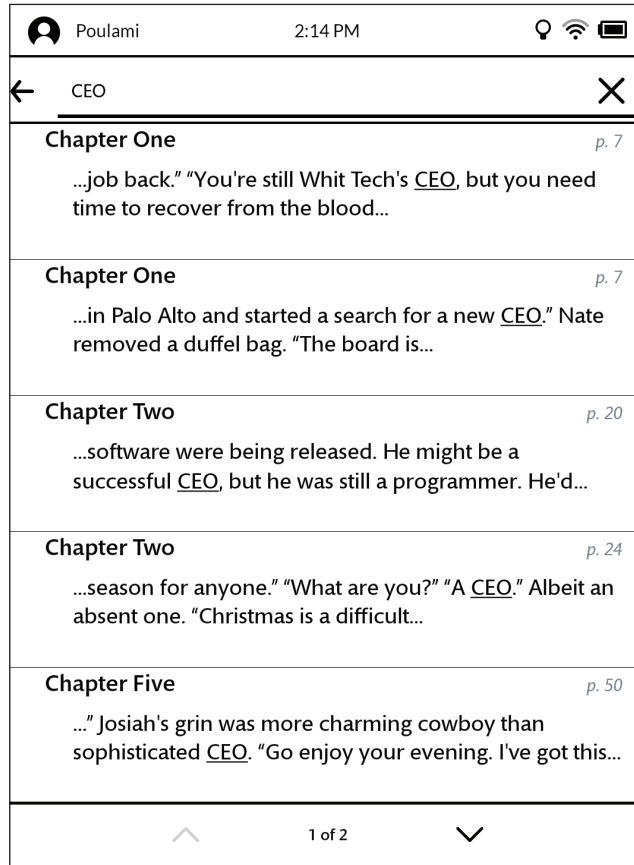 Poulami 2:14 PM
CEO
Chapter One p. 7
...job back.” “You're still Whit Tech's CEO, but you need
time to recover from the blood...
Chapter One p. 7
...in Palo Alto and started a search for a new CEO.” Nate
removed a duffel bag. “The board is...
Chapter Two p. 20
...software were being released. He might be a
successful CEO, but he was still a programmer. He'd...
Chapter Two p. 24
...season for anyone.” “What are you?” “A CEO.” Albeit an
absent one. “Christmas is a difficult...
Chapter Five p. 50
...” Josiah's grin was more charming cowboy than
sophisticated CEO. “Go enjoy your evening. I've got this...
1 of 2